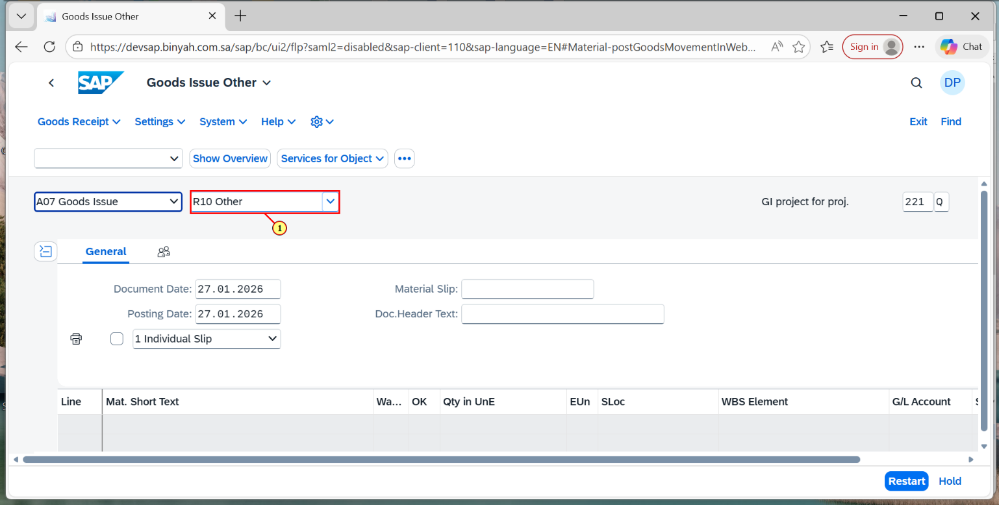 Goods Issue Other
https://devsap.binyah.com.sa/sap/bc/ui2/flp?saml2=disabled&sap-client=110&sap-language=EN#Material-postGoodsMovementInWeb...
Sign in
Chat
SAP
Goods Issue Other
DP
Goods Receipt
Settings
System
Help
Exit
Find
Show Overview
Services for Object
A07 Goods Issue
R10 Other
GI project for proj.
221
Q
1
General
Document Date: 27.01.2026
Material Slip:
Posting Date: 27.01.2026
Doc.Header Text:
1 Individual Slip
Line
Mat. Short Text
Wa...
OK
Qty in UnE
EUn
SLoc
WBS Element
G/L Account
Restart
Hold